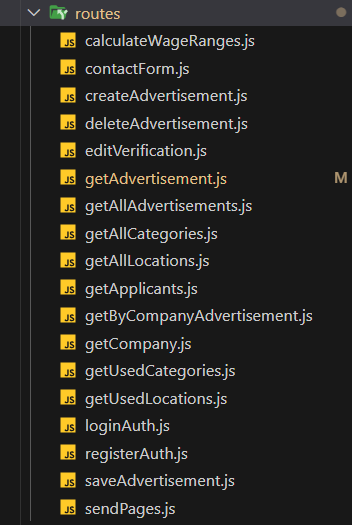 routes
JS calculateWageRanges.js
JS contactForm.js
JS createAdvertisement.js
JS deleteAdvertisement.js
JS editVerification.js
JS getAdvertisement.js M
JS getAllAdvertisements.js
JS getAllCategories.js
JS getAllLocations.js
JS getApplicants.js
JS getByCompanyAdvertisement.js
JS getCompany.js
JS getUsedCategories.js
JS getUsedLocations.js
JS loginAuth.js
JS registerAuth.js
JS saveAdvertisement.js
JS sendPages.js